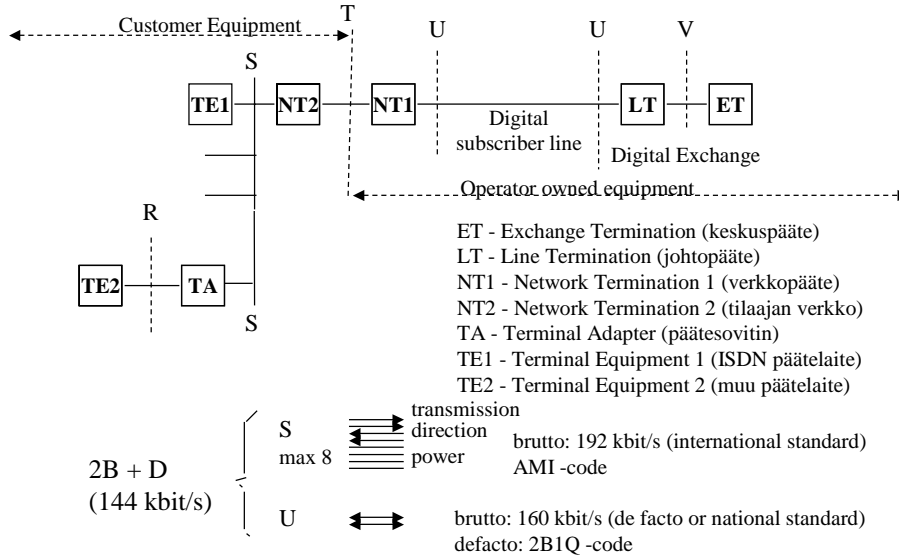 Customer Equipment
T
U
U
V
S
TE1
NT2
NT1
LT
ET
Digital
subscriber line
Digital Exchange
Operator owned equipment
R
TE2
TA
S
ET - Exchange Termination (keskuspääte)
LT - Line Termination (johtopääte)
NT1 - Network Termination 1 (verkkopääte)
NT2 - Network Termination 2 (tilaajan verkko)
TA - Terminal Adapter (päätesovitin)
TE1 - Terminal Equipment 1 (ISDN päätelaite)
TE2 - Terminal Equipment 2 (muu päätelaite)
2B + D
(144 kbit/s)
S
max 8
transmission
direction
power
brutto: 192 kbit/s (international standard)
AMI -code
U
brutto: 160 kbit/s (de facto or national standard)
defacto: 2B1Q -code